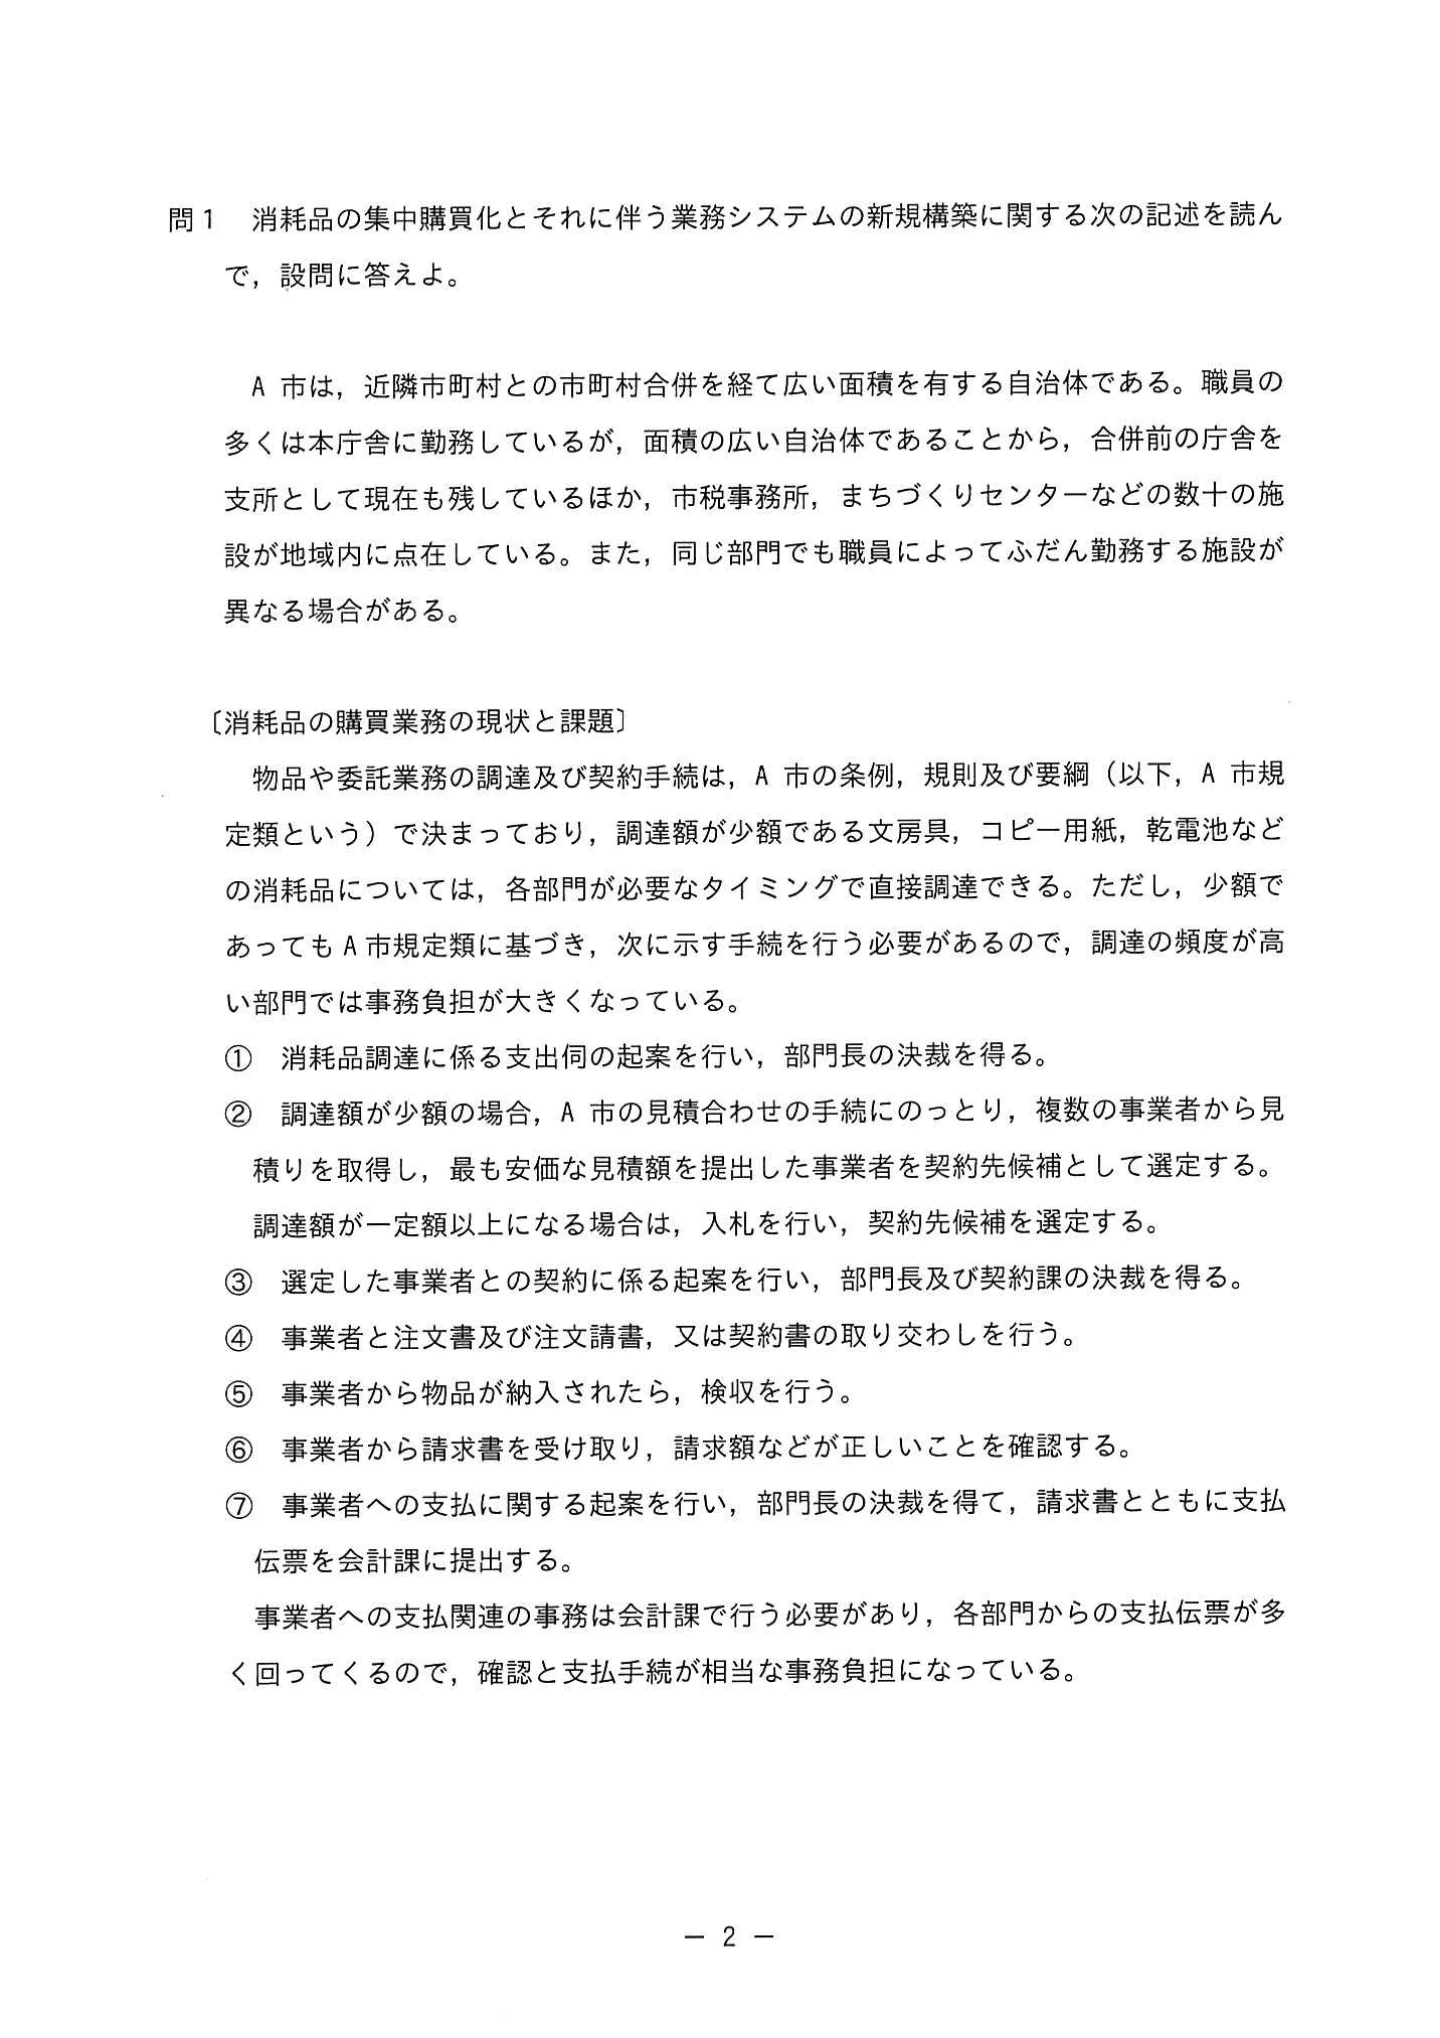 問1　消耗品の集中購買化とそれに伴う業務システムの新規構築に関する次の記述を読ん
で，設問に答えよ。
A 市は，近隣市町村との市町村合併を経て広い面積を有する自治体である。職員の
多くは本庁舎に勤務しているが，面積の広い自治体であることから，合併前の庁舎を
支所として現在も残しているほか，市税事務所，まちづくりセンターなどの数十の施
設が地域内に点在している。また，同じ部門でも職員によってふだん勤務する施設が
異なる場合がある。
〔消耗品の購買業務の現状と課題〕
物品や委託業務の調達及び契約手続は，A 市の条例，規則及び要綱（以下，A 市規
定類という）で決まっており，調達額が少額である文房具，コピー用紙，乾電池など
の消耗品については，各部門が必要なタイミングで直接調達できる。ただし，少額で
あっても A 市規定類に基づき，次に示す手続を行う必要があるので，調達の頻度が高
い部門では事務負担が大きくなっている。
①　消耗品調達に係る支出伺の起案を行い，部門長の決裁を得る。
②　調達額が少額の場合，A 市の見積合わせの手続にのっとり，複数の事業者から見
積りを取得し，最も安価な見積額を提出した事業者を契約先候補として選定する。
調達額が一定額以上になる場合は，入札を行い，契約先候補を選定する。
③　選定した事業者との契約に係る起案を行い，部門長及び契約課の決裁を得る。
④　事業者と注文書及び注文請書，又は契約書の取り交わしを行う。
⑤　事業者から物品が納入されたら，検収を行う。
⑥　事業者から請求書を受け取り，請求額などが正しいことを確認する。
⑦　事業者への支払に関する起案を行い，部門長の決裁を得て，請求書とともに支払
伝票を会計課に提出する。
事業者への支払関連の事務は会計課で行う必要があり，各部門からの支払伝票が多
く回ってくるので，確認と支払手続が相当な事務負担になっている。
― 2 ―